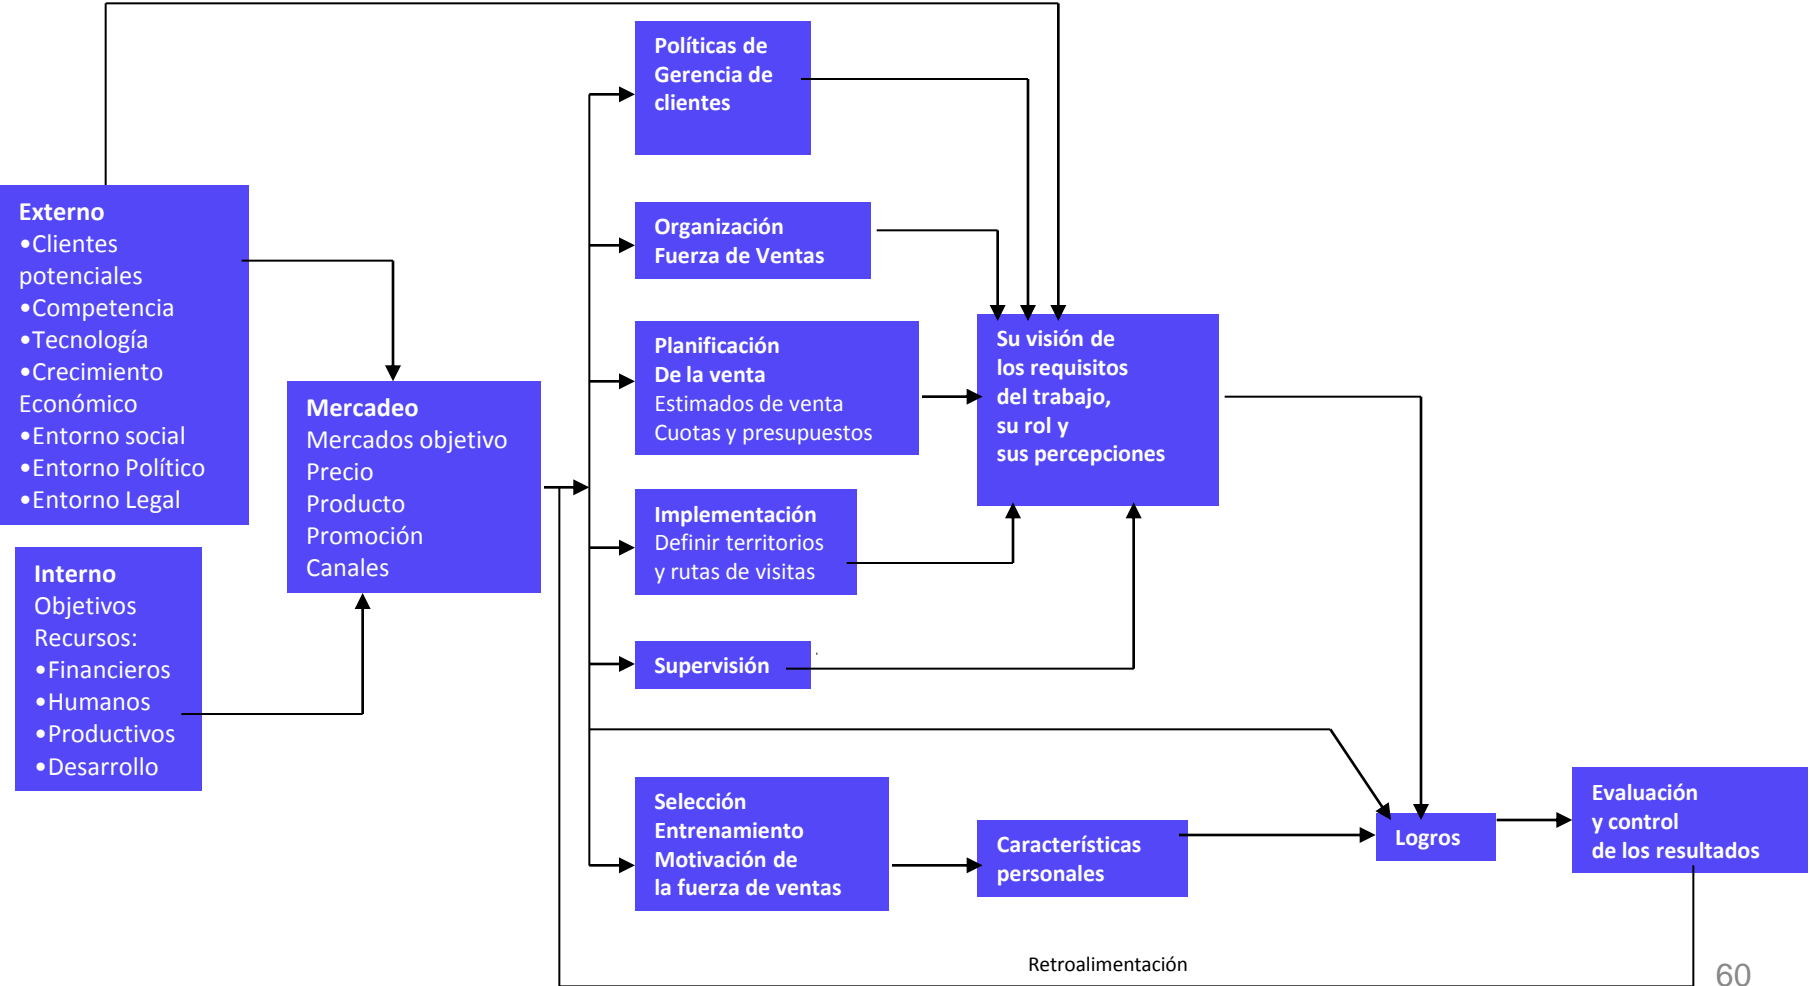 Políticas de
Gerencia de
clientes
Externo
•Clientes
potenciales
•Competencia
•Tecnología
•Crecimiento
Económico
•Entorno social
•Entorno Político
•Entorno Legal
Interno
Objetivos
Recursos:
•Financieros
•Humanos
•Productivos
•Desarrollo
Mercadeo
Mercados objetivo
Precio
Producto
Promoción
Canales
Organización
Fuerza de Ventas
Planificación
De la venta
Estimados de venta
Cuotas y presupuestos
Implementación
Definir territorios
y rutas de visitas
Supervisión
Selección
Entrenamiento
Motivación de
la fuerza de ventas
Su visión de
los requisitos
del trabajo,
su rol y
sus percepciones
Características
personales
Logros
Evaluación
y control
de los resultados
Retroalimentación
60